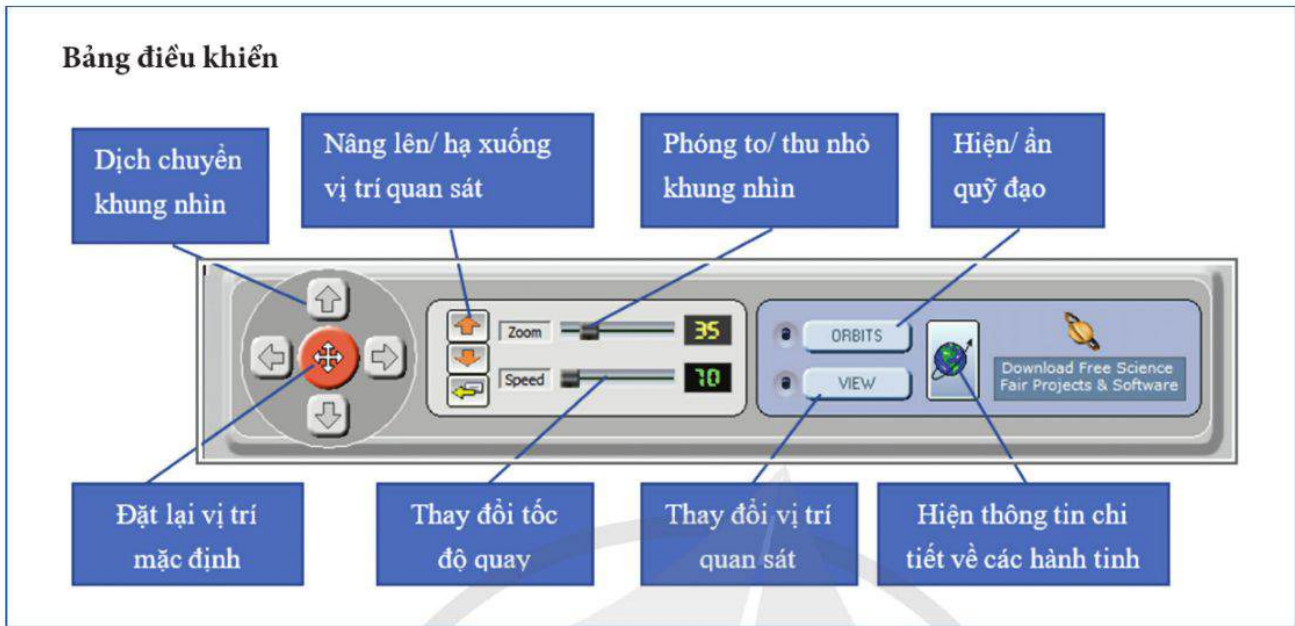 Bảng điều khiển
Dịch chuyển
khung nhìn
Nâng lên/ hạ xuống
vị trí quan sát
Phóng to/ thu nhỏ
khung nhìn
Hiện/ ẩn
quỹ đạo
Zoom
35
Speed
70
ORBITS
VIEW
Download Free Science
Fair Projects & Software
Đặt lại vị trí
mặc định
Thay đổi tốc
độ quay
Thay đổi vị trí
quan sát
Hiện thông tin chi
tiết về các hành tinh